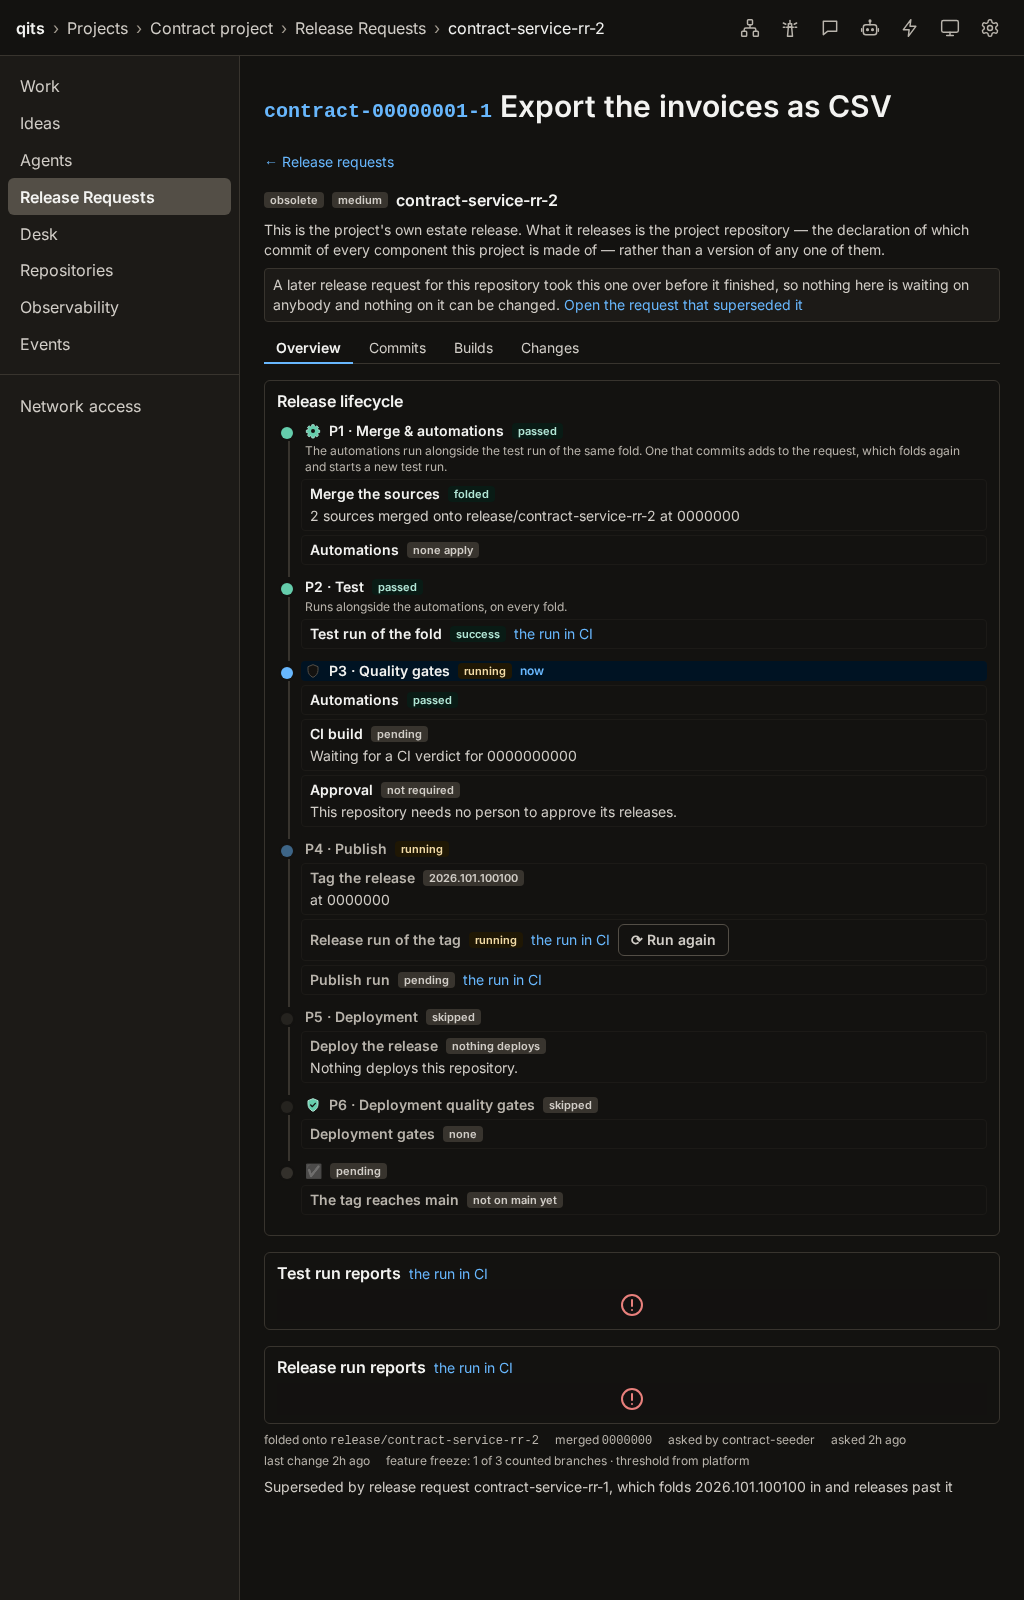 qits › Projects › Contract project › Release Requests › contract-service-rr-2
Work
Ideas
Agents
Release Requests
Desk
Repositories
Observability
Events
Network access
contract-00000001-1 Export the invoices as CSV
← Release requests
obsolete medium contract-service-rr-2
This is the project's own estate release. What it releases is the project repository — the declaration of which
commit of every component this project is made of — rather than a version of any one of them.
A later release request for this repository took this one over before it finished, so nothing here is waiting on
anybody and nothing on it can be changed. Open the request that superseded it
Overview Commits Builds Changes
Release lifecycle
P1 · Merge & automations passed
The automations run alongside the test run of the same fold. One that commits adds to the request, which folds again
and starts a new test run.
Merge the sources folded
2 sources merged onto release/contract-service-rr-2 at 0000000
Automations none apply
P2 · Test passed
Runs alongside the automations, on every fold.
Test run of the fold success the run in CI
P3 · Quality gates running now
Automations passed
CI build pending
Waiting for a CI verdict for 0000000000
Approval not required
This repository needs no person to approve its releases.
P4 · Publish running
Tag the release 2026.101.100100
at 0000000
Release run of the tag running the run in CI ⟳ Run again
Publish run pending the run in CI
P5 · Deployment skipped
Deploy the release nothing deploys
Nothing deploys this repository.
P6 · Deployment quality gates skipped
Deployment gates none
pending
The tag reaches main not on main yet
Test run reports the run in CI
Release run reports the run in CI
folded onto release/contract-service-rr-2 merged 0000000 asked by contract-seeder asked 2h ago
last change 2h ago feature freeze: 1 of 3 counted branches · threshold from platform
Superseded by release request contract-service-rr-1, which folds 2026.101.100100 in and releases past it